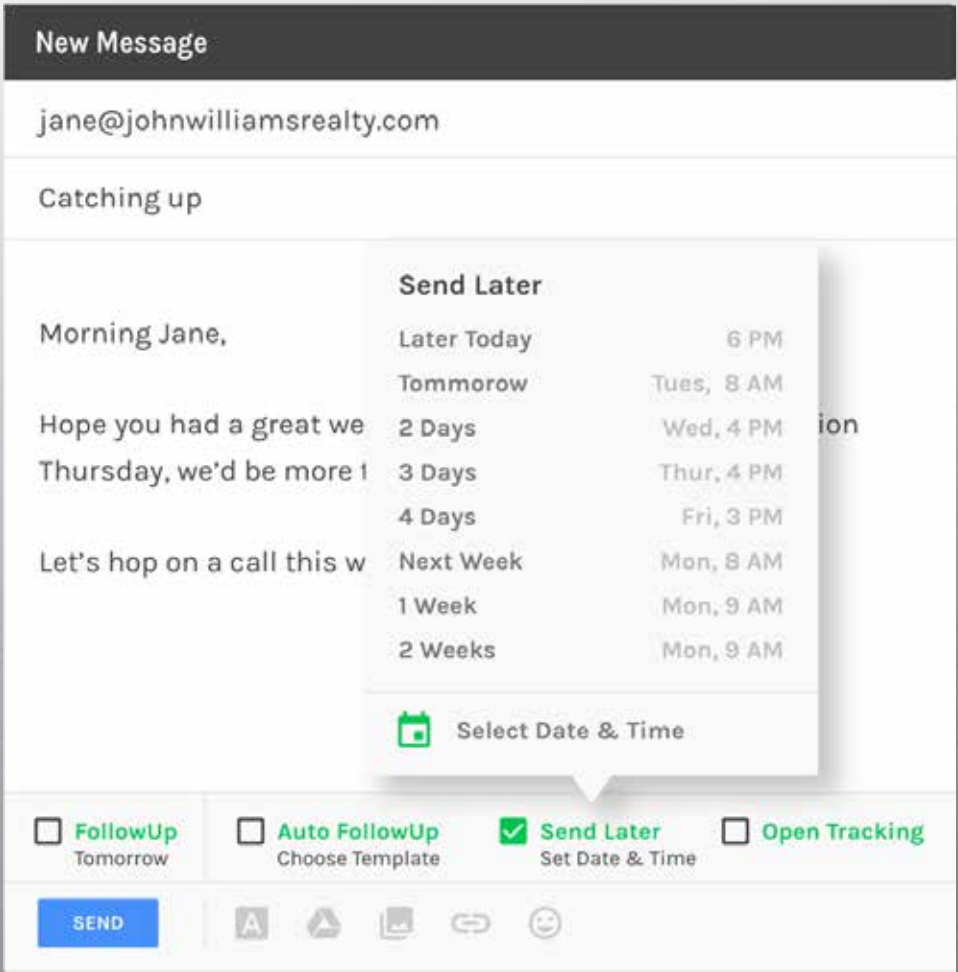 New Message
jane@johnwilliamsrealty.com
Catching up
Morning Jane,
Hope you had a great
Thursday, we'd be more
Let's hop on a call this
Send Later
Later Today 6 PM
Tommorow Tues, 8 AM
2 Days Wed, 4 PM
3 Days Thur, 4 PM
4 Days Fri, 3 PM
Next Week Mon, 8 AM
1 Week Mon, 9 AM
2 Weeks Mon, 9 AM
Select Date & Time
FollowUp Auto FollowUp Send Later Open Tracking
Tomorrow Choose Template Set Date & Time
SEND A